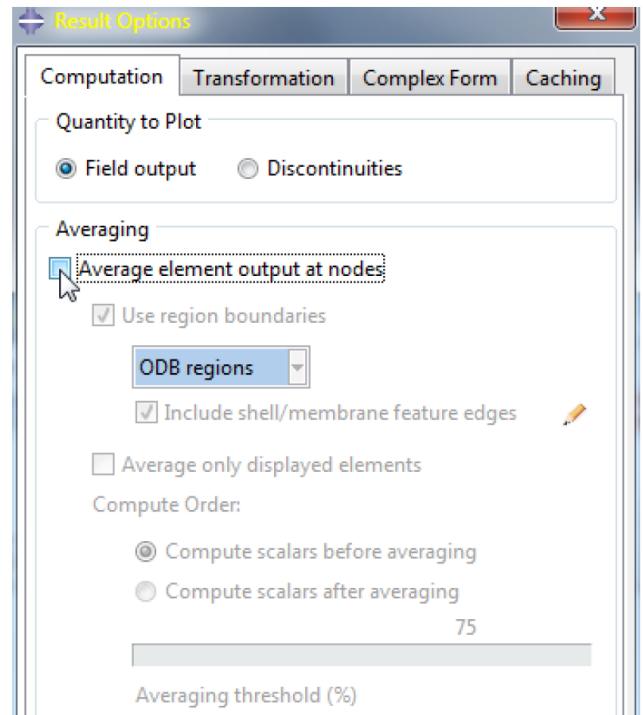 Result Options
Computation Transformation Complex Form Caching
Quantity to Plot
Field output Discontinuities
Averaging
Average element output at nodes
Use region boundaries
ODB regions
Include shell/membrane feature edges
Average only displayed elements
Compute Order:
Compute scalars before averaging
Compute scalars after averaging
75
Averaging threshold (%)